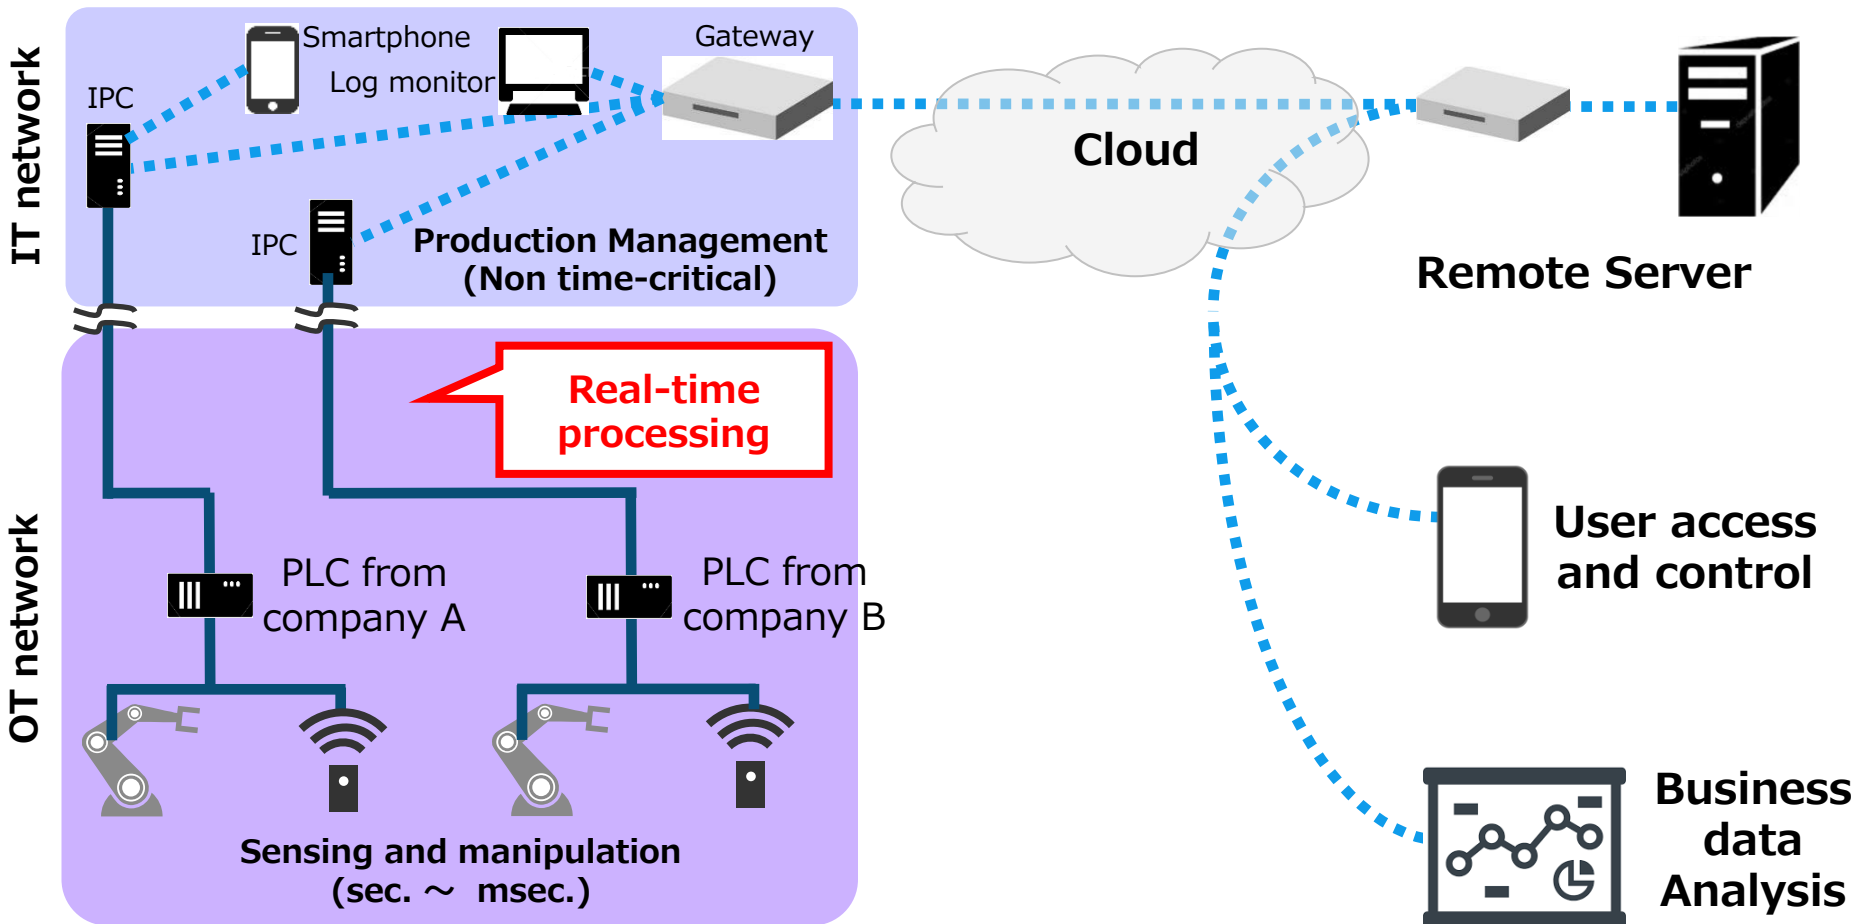 IT network
Smartphone
Log monitor
Gateway
IPC
IPC
Production Management
(Non time-critical)
Cloud
Remote Server
OT network
Real-time
processing
PLC from
company A
PLC from
company B
Sensing and manipulation
(sec. ～ msec.)
User access
and control
Business
data
Analysis